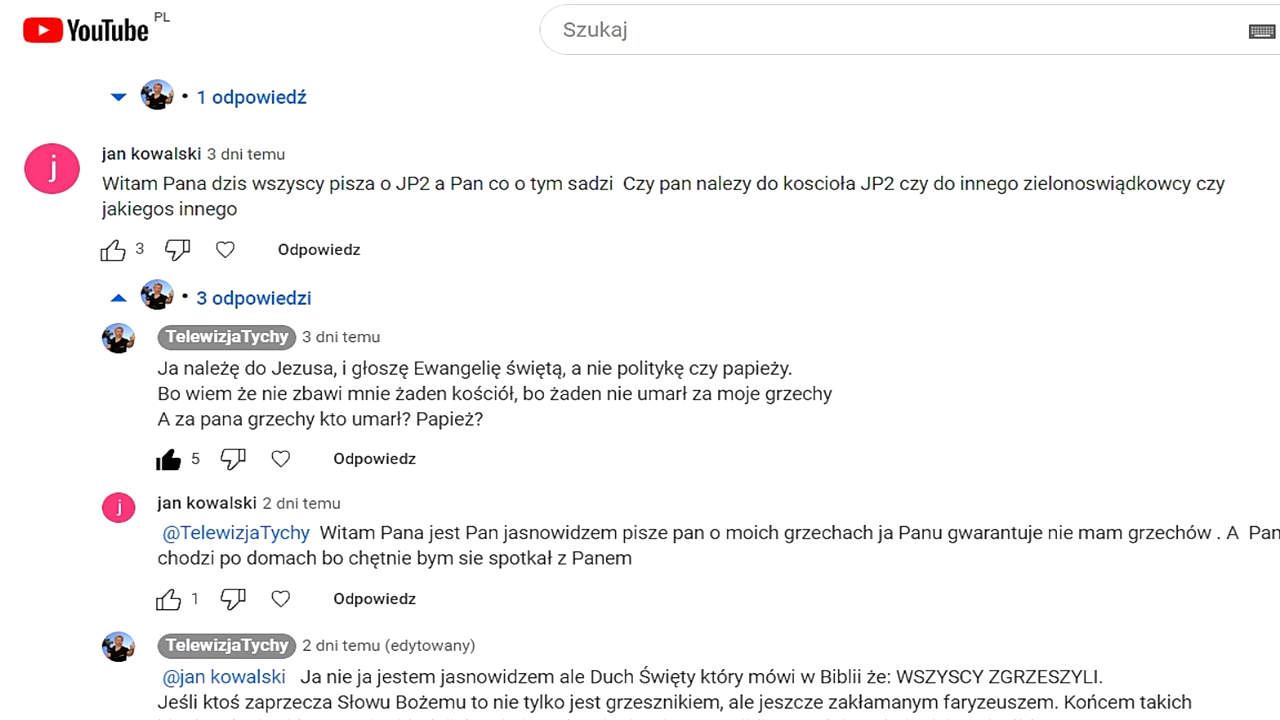 YouTube PL
Szukaj
• 1 odpowiedź
j
jan kowalski 3 dni temu
Witam Pana dzis wszyscy pisza o JP2 a Pan co o tym sadzi Czy pan nalezy do koscioła JP2 czy do innego zielonoswiądkowcy czy
jakiegos innego
3 Odpowiedz
• 3 odpowiedzi
TelewizjaTychy 3 dni temu
Ja należę do Jezusa, i głoszę Ewangelię świętą, a nie politykę czy papieży.
Bo wiem że nie zbawi mnie żaden kościół, bo żaden nie umarł za moje grzechy
A za pana grzechy kto umarł? Papież?
5 Odpowiedz
j
jan kowalski 2 dni temu
@TelewizjaTychy Witam Pana jest Pan jasnowidzem pisze pan o moich grzechach ja Panu gwarantuje nie mam grzechów . A Pan
chodzi po domach bo chętnie bym sie spotkał z Panem
1 Odpowiedz
TelewizjaTychy 2 dni temu (edytowany)
@jan kowalski Ja nie ja jestem jasnowidzem ale Duch Święty który mówi w Biblii że: WSZYSCY ZGRZESZYLI.
Jeśli ktoś zaprzecza Słowu Bożemu to nie tylko jest grzesznikiem, ale jeszcze zakłamanym faryzeuszem. Końcem takich